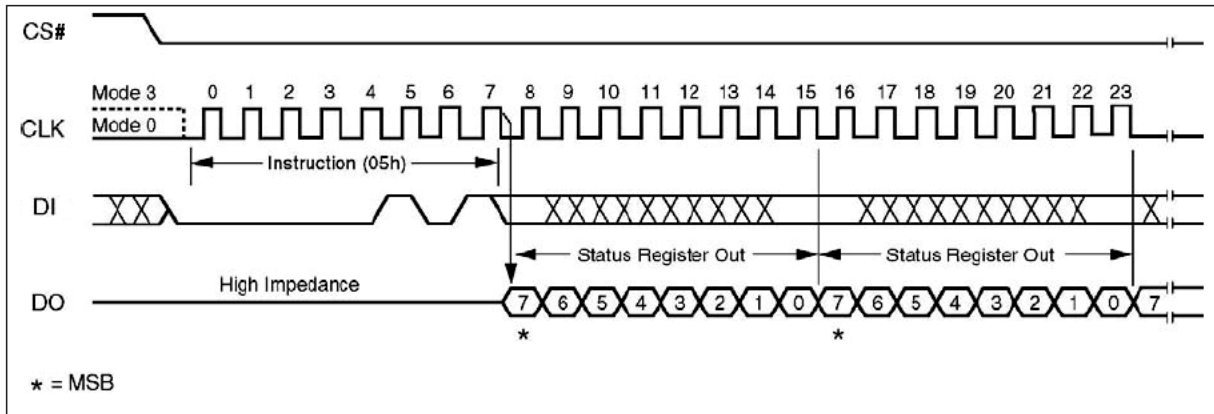 CS#
Mode 3
0 1 2 3 4 5 6 7 8 9 10 11 12 13 14 15 16 17 18 19 20 21 22 23
CLK
Mode 0
Instruction (05h)
DI
Status Register Out
Status Register Out
High Impedance
DO
7 6 5 4 3 2 1 0 7 6 5 4 3 2 1 0 7
* *
* = MSB